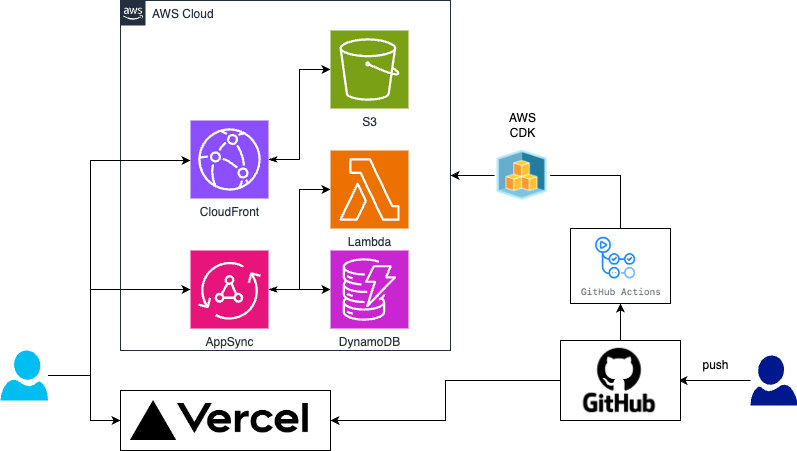 aws
AWS Cloud
S3
AWS
CDK
CloudFront
Lambda
GitHub Actions
AppSync
DynamoDB
push
GitHub
Vercel